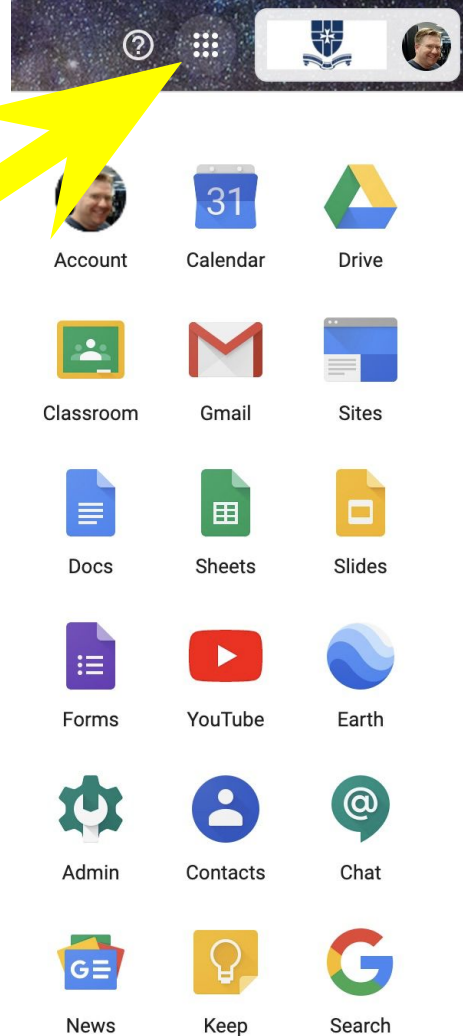 31
Account Calendar Drive
Classroom Gmail Sites
Docs Sheets Slides
Forms YouTube Earth
@
Admin Contacts Chat
G
News Keep Search